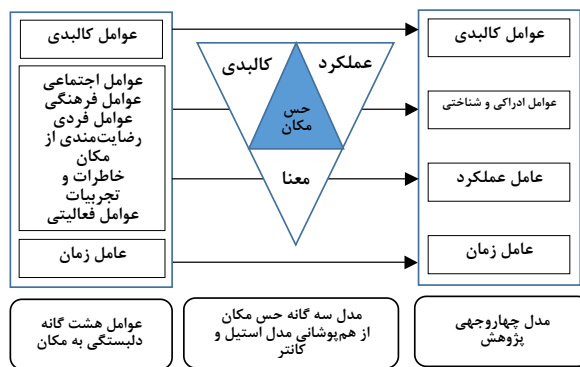 عوامل کالبدی
عوامل اجتماعی
عوامل فرهنگی
عوامل فردی
رضایت‌مندی از
مکان
خاطرات و
تجربیات
عوامل فعالیتی
عامل زمان
عملکرد
کالبدی
حس
مکان
معنا
عوامل کالبدی
عوامل ادراکی و شناختی
عامل عملکرد
عامل زمان
عوامل هشت گانه
دلبستگی به مکان
مدل سه گانه حس مکان
از هم‌پوشانی مدل استیل و
کانتر
مدل چهاروجهی
پژوهش